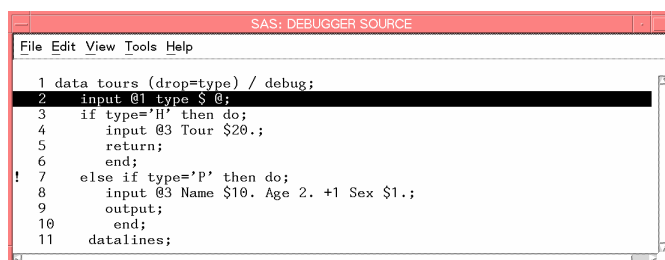 SAS: DEBUGGER SOURCE
File Edit View Tools Help
1 data tours (drop=type) / debug;
2 input @1 type $ @;
3 if type='H' then do;
4 input @3 Tour $20.;
5 return;
6 end;
! 7 else if type='P' then do;
8 input @3 Name $10. Age 2. +1 Sex $1.;
9 output;
10 end;
11 datalines;